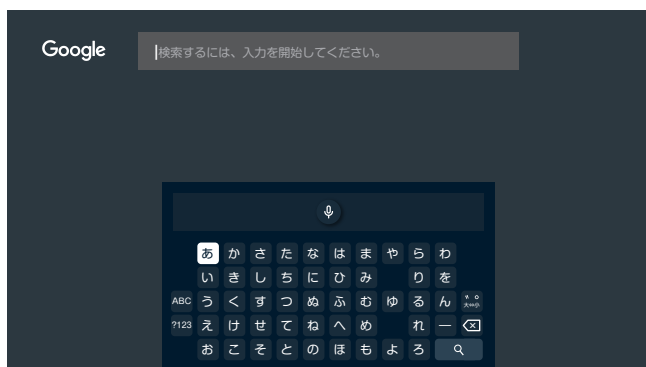 Google
検索するには、入力を開始してください。
あ か さ た な は ま や ら わ
い き し ち に ひ み り を
ABC う く す つ ぬ ふ む ゆ る ん 大⇔小
?123 え け せ て ね へ め れ ー
お こ そ と の ほ も よ ろ